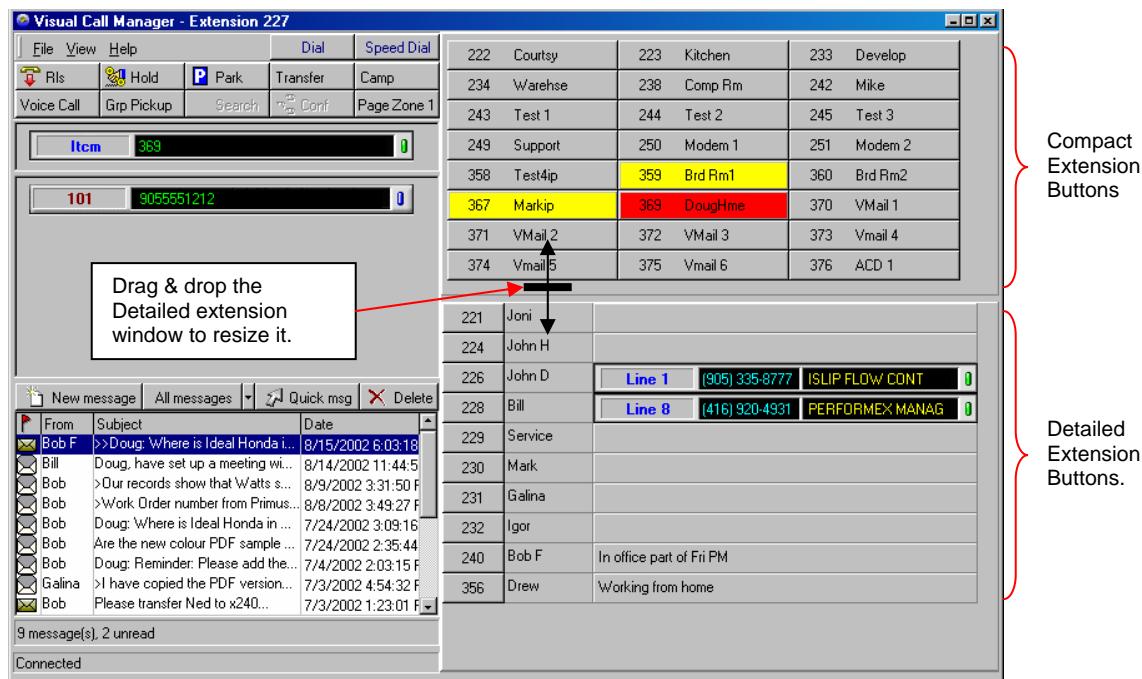 Visual Call Manager - Extension 227
File View Help Dial Speed Dial
Rls Hold P Park Transfer Camp
Voice Call Grp Pickup Search Conf Page Zone 1
Itcm 369
101 9055551212
Drag & drop the
Detailed extension
window to resize it.
New message All messages Quick msg Delete
From Subject Date
Bob F >>Doug: Where is Ideal Honda i... 8/15/2002 6:03:18
Bill Doug, have set up a meeting wi... 8/14/2002 11:44:5
Bob >Our records show that Watts s... 8/9/2002 3:31:50 F
Bob >Work Order number from Primus... 8/8/2002 3:49:27 F
Bob Doug: Where is Ideal Honda in ... 7/24/2002 3:09:16
Bob Are the new colour PDF sample ... 7/24/2002 2:35:44
Bob Doug: Reminder: Please add the... 7/4/2002 2:03:15 F
Galina >I have copied the PDF version... 7/3/2002 4:54:32 F
Bob Please transfer Ned to x240... 7/3/2002 1:23:01 F
9 message(s), 2 unread
Connected
222 Courtsy 223 Kitchen 233 Develop
234 Warehse 238 Comp Rm 242 Mike
243 Test 1 244 Test 2 245 Test 3
249 Support 250 Modem 1 251 Modem 2
358 Test4ip 359 Brd Rm1 360 Brd Rm2
367 Markip 369 DougHme 370 VMail 1
371 VMail 2 372 VMail 3 373 Vmail 4
374 Vmail 5 375 Vmail 6 376 ACD 1
221 Joni
224 John H
226 John D Line 1 (905) 335-8777 ISLIP FLOW CONT
228 Bill Line 8 (416) 920-4931 PERFORMEX MANAG
229 Service
230 Mark
231 Galina
232 Igor
240 Bob F In office part of Fri PM
356 Drew Working from home
Compact
Extension
Buttons
Detailed
Extension
Buttons.